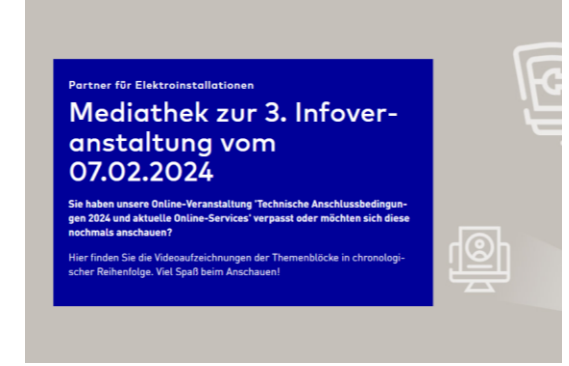 Partner für Elektroinstallationen
Mediathek zur 3. Infover-
anstaltung vom
07.02.2024
Sie haben unsere Online-Veranstaltung 'Technische Anschlussbedingun-
gen 2024 und aktuelle Online-Services' verpasst oder möchten sich diese
nochmals anschauen?
Hier finden Sie die Videoaufzeichnungen der Themenblöcke in chronologi-
scher Reihenfolge. Viel Spaß beim Anschauen!